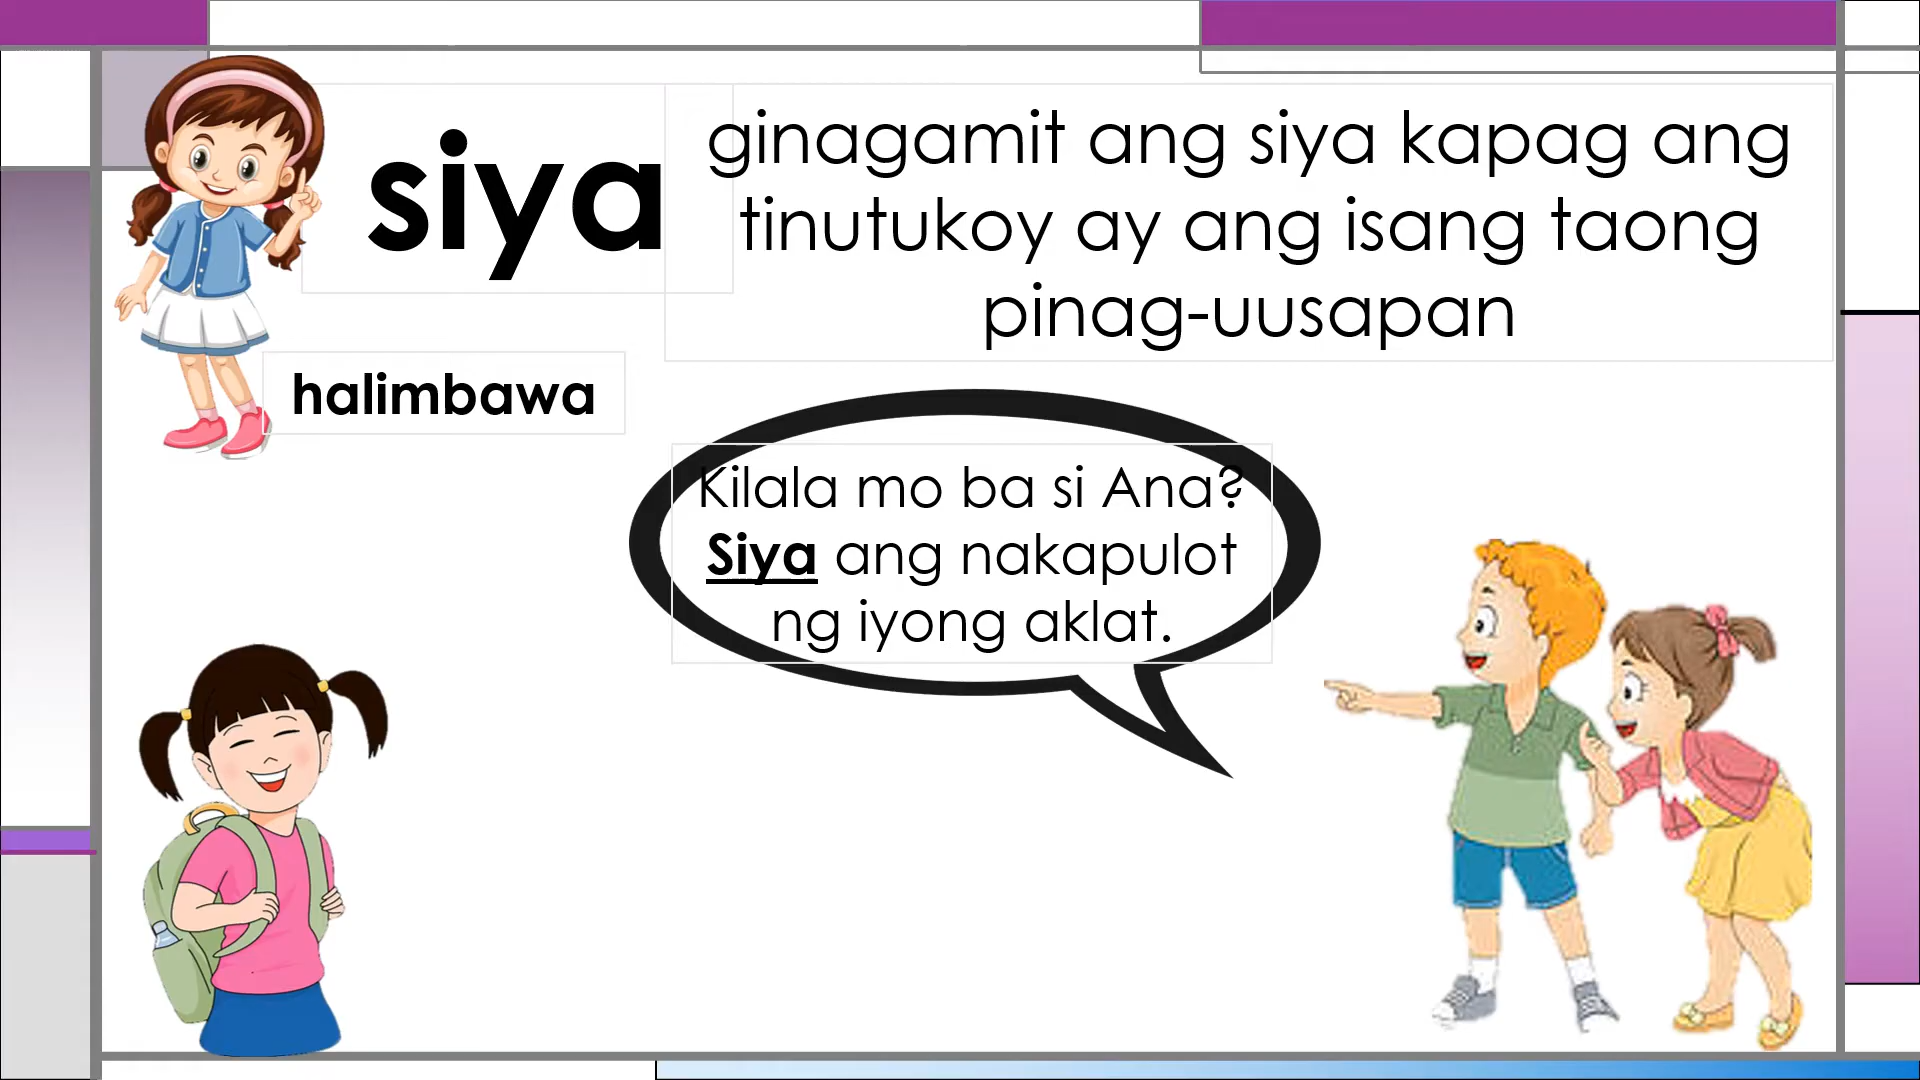 siya
ginagamit ang siya kapag ang
tinutukoy ay ang isang taong
pinag-uusapan
halimbawa
Kilala mo ba si Ana?
Siya ang nakapulot
ng iyong aklat.